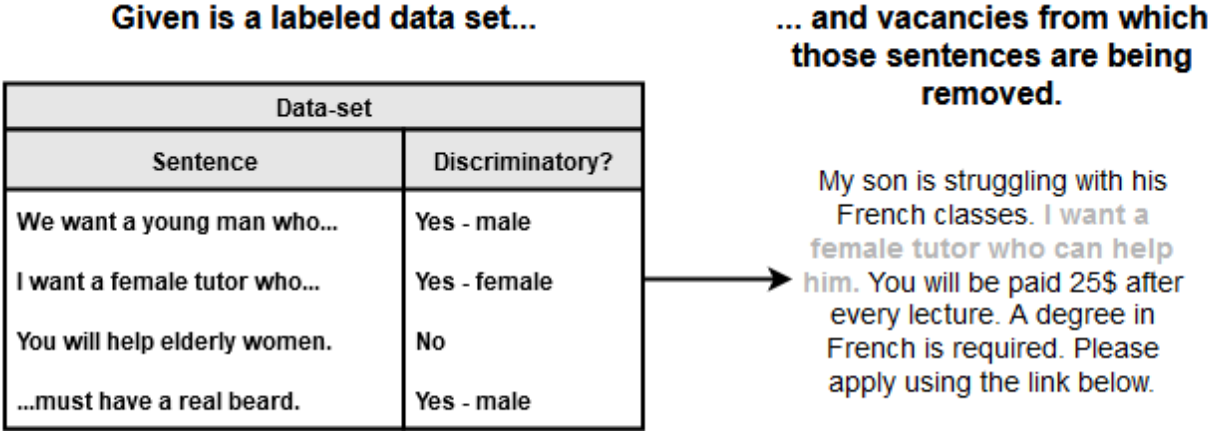 Given is a labeled data set...
... and vacancies from which
those sentences are being
removed.
Data-set
Sentence Discriminatory?
We want a young man who... Yes - male
I want a female tutor who... Yes - female
You will help elderly women. No
...must have a real beard. Yes - male
My son is struggling with his
French classes. I want a
female tutor who can help
him. You will be paid 25$ after
every lecture. A degree in
French is required. Please
apply using the link below.